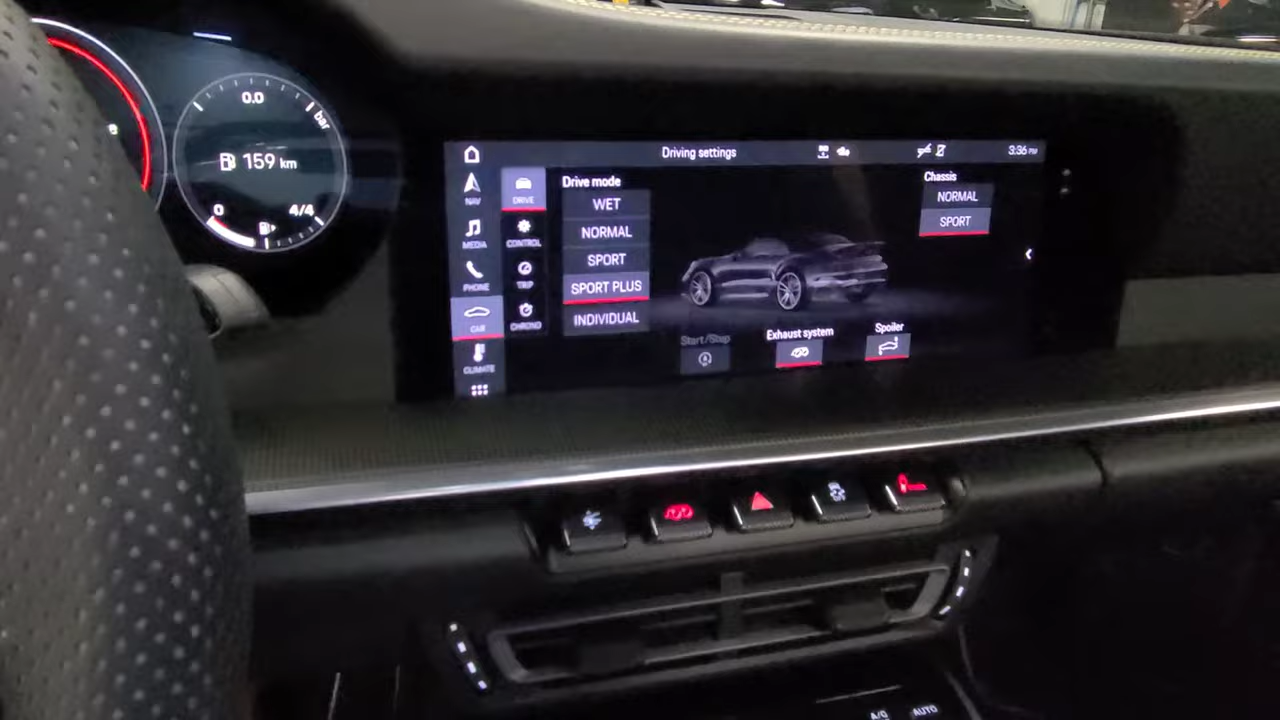 0.0
bar
159 km
0
4/4
Driving settings
3:36 PM
NAV
MEDIA
PHONE
CAR
CLIMATE
DRIVE
CONTROL
TRIP
CHRONO
Drive mode
WET
NORMAL
SPORT
SPORT PLUS
INDIVIDUAL
Chassis
NORMAL
SPORT
Start/Stop
Exhaust system
Spoiler
A/C
AUTO